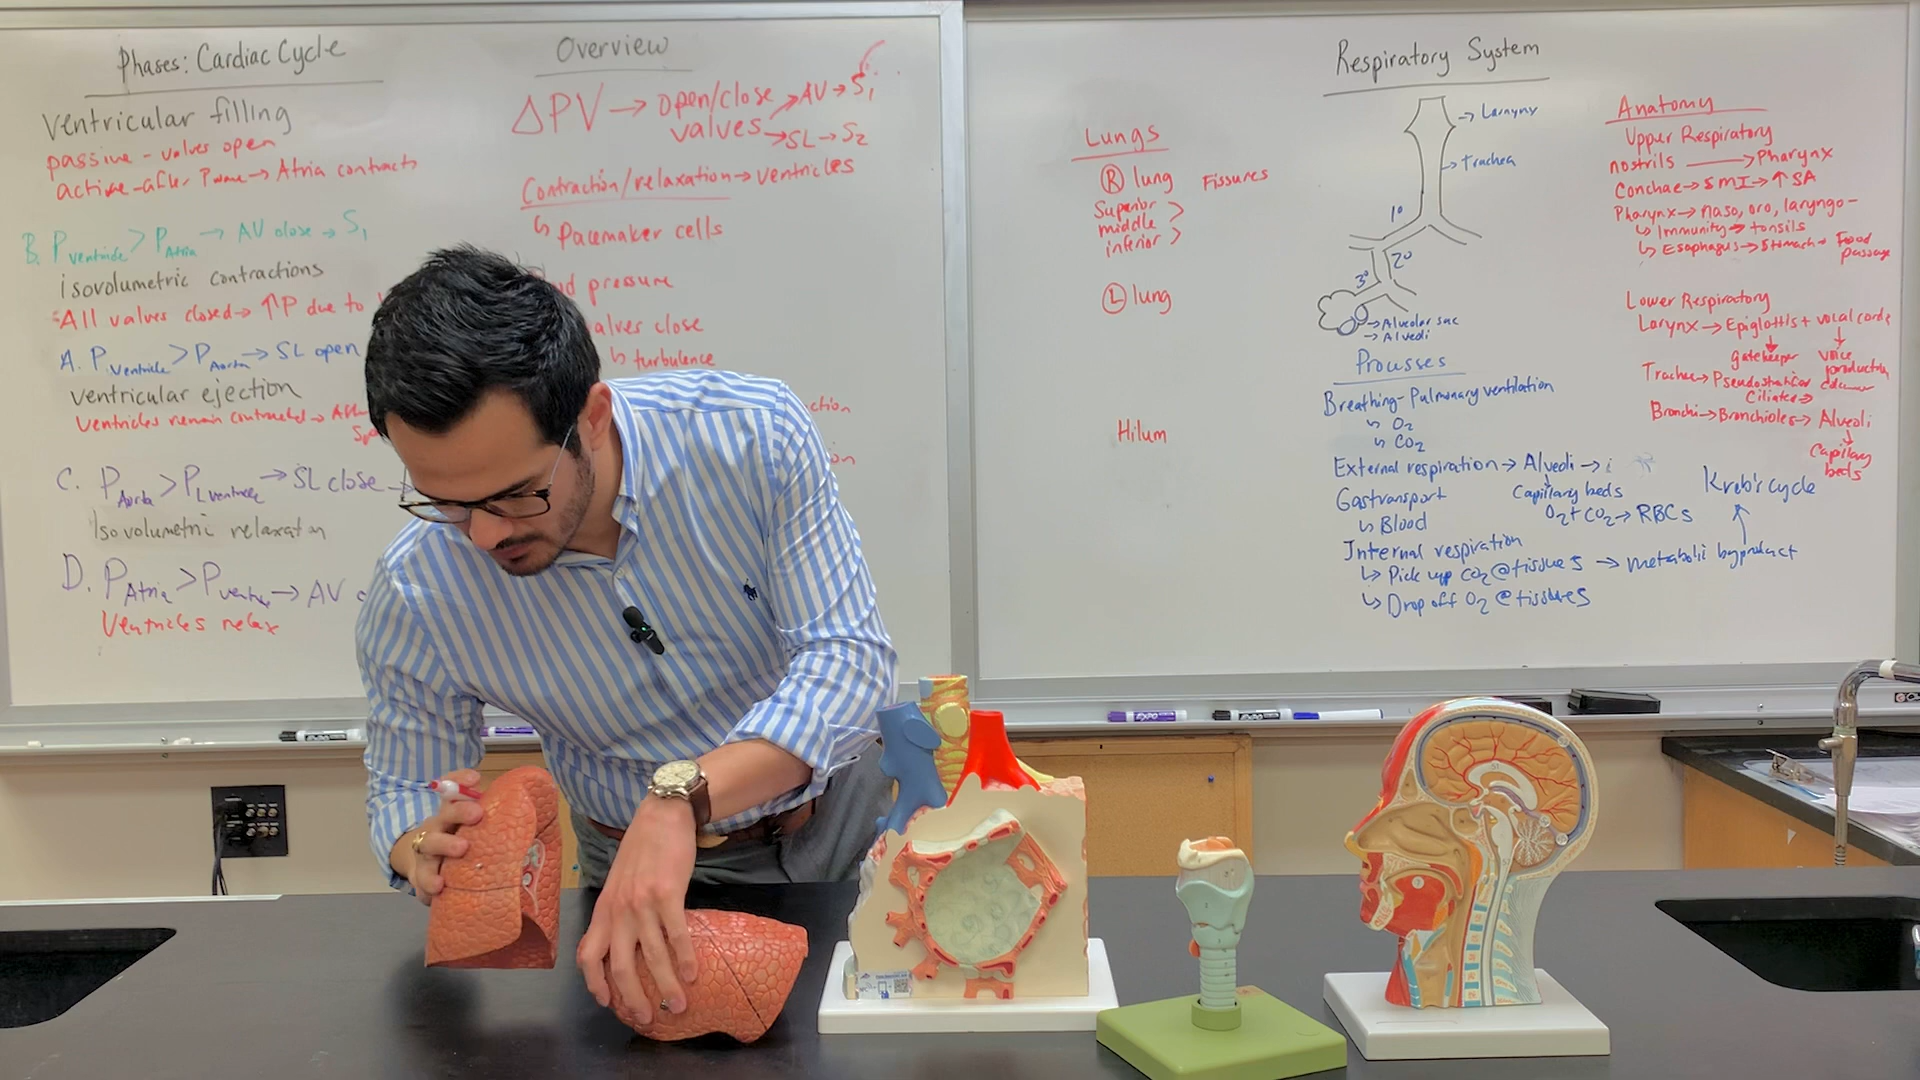 Phases: Cardiac Cycle
Ventricular filling
passive - valves open
active - after Pwave → Atria contracts
B. P ventricle > P Atria → AV close → S1
isovolumetric contractions
All valves closed → ↑P due to
A. P ventricle > P Aorta → SL open
ventricular ejection
Ventricles remain contracted →
C. P Aorta > P L ventricle → SL close →
Isovolumetric relaxation
D. P Atria > P ventricle → AV
Ventricles relax
Overview
ΔPV → open/close valves → AV → S1
→ SL → S2
Contraction/relaxation → ventricles
↳ Pacemaker cells
pressure
close
↳ turbulence
Respiratory System
Lungs
Ⓡ lung Fissures
Superior >
middle
inferior >
Ⓛ lung
Hilum
→ Larnynx
→ Trachea
1°
2°
3°
→ Alveolar sac
→ Alveoli
Processes
Breathing - Pulmonary ventilation
↳ O2
↳ CO2
External respiration → Alveoli → i
Capillary beds
O2 + CO2 → RBCs
Gas transport
↳ Blood
Internal respiration
↳ Pick up CO2 @ tissues → metabolic byproduct
↳ Drop off O2 @ tissues
Kreb's cycle
Anatomy
Upper Respiratory
nostrils → Pharynx
Conchae → SMI → ↑ SA
Pharynx → naso, oro, laryngo-
↳ Immunity → tonsils
↳ Esophagus → Stomach → Food passage
Lower Respiratory
Larynx → Epiglottis + vocal cords
gatekeeper voice production
Trachea → Pseudostratified
Ciliated
Bronchi → Bronchioles → Alveoli
Capillary beds
EXPO
EXPO